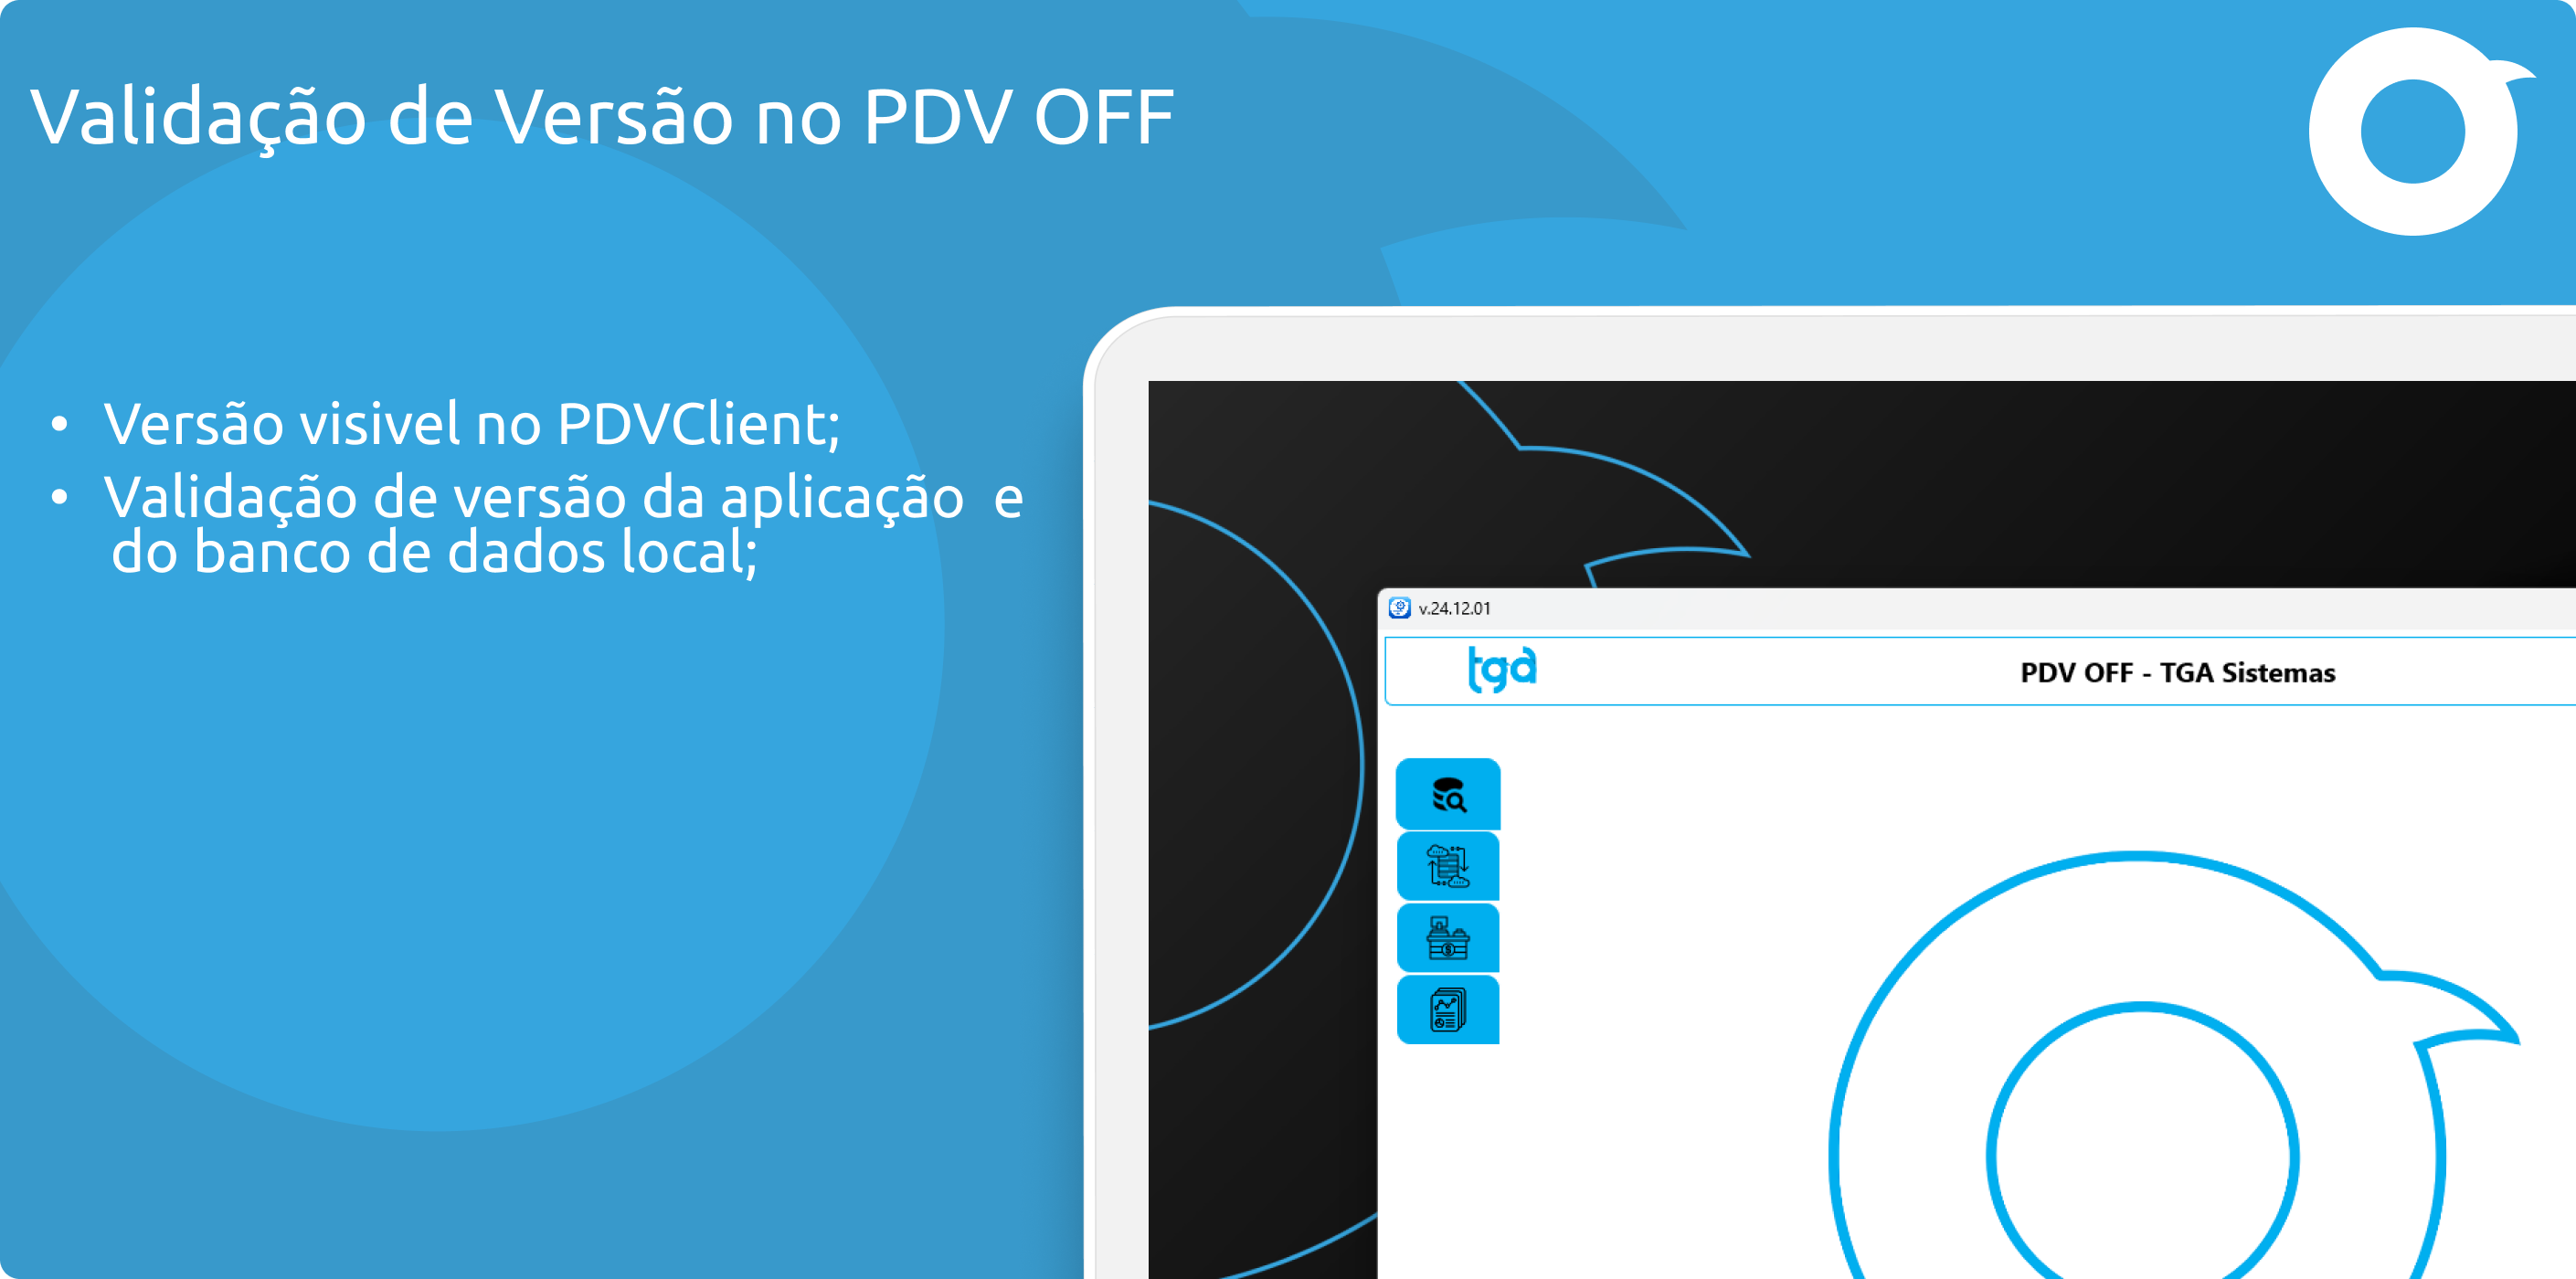 Validação de Versão no PDV OFF
• Versão visivel no PDVClient;
• Validação de versão da aplicação  e
do banco de dados local;
v.24.12.01
tga
PDV OFF - TGA Sistemas